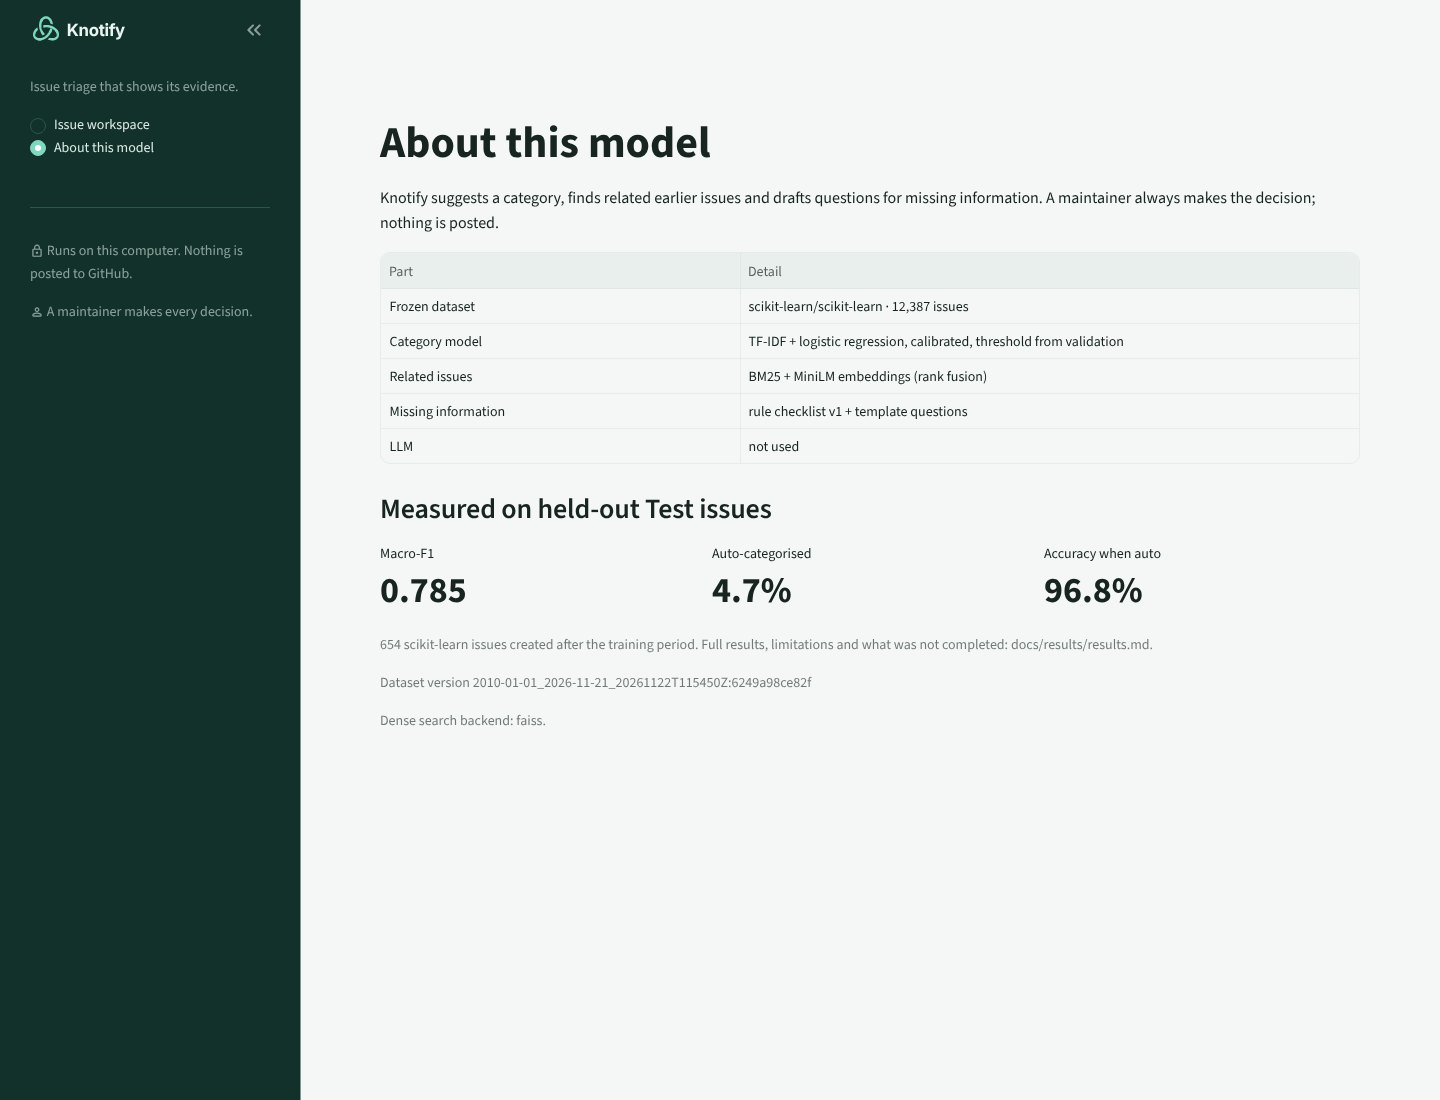 Knotify
Issue triage that shows its evidence.
Issue workspace
About this model
Runs on this computer. Nothing is
posted to GitHub.
A maintainer makes every decision.
About this model
Knotify suggests a category, finds related earlier issues and drafts questions for missing information. A maintainer always makes the decision;
nothing is posted.
Part Detail
Frozen dataset scikit-learn/scikit-learn · 12,387 issues
Category model TF-IDF + logistic regression, calibrated, threshold from validation
Related issues BM25 + MiniLM embeddings (rank fusion)
Missing information rule checklist v1 + template questions
LLM not used
Measured on held-out Test issues
Macro-F1 Auto-categorised Accuracy when auto
0.785 4.7% 96.8%
654 scikit-learn issues created after the training period. Full results, limitations and what was not completed: docs/results/results.md.
Dataset version 2010-01-01_2026-11-21_20261122T115450Z:6249a98ce82f
Dense search backend: faiss.